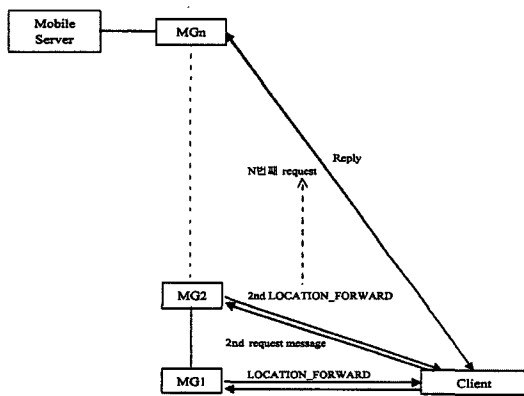 Mobile
Server
MGn
Reply
N번째 request
MG2
2nd LOCATION_FORWARD
2nd request message
MG1
LOCATION_FORWARD
Client